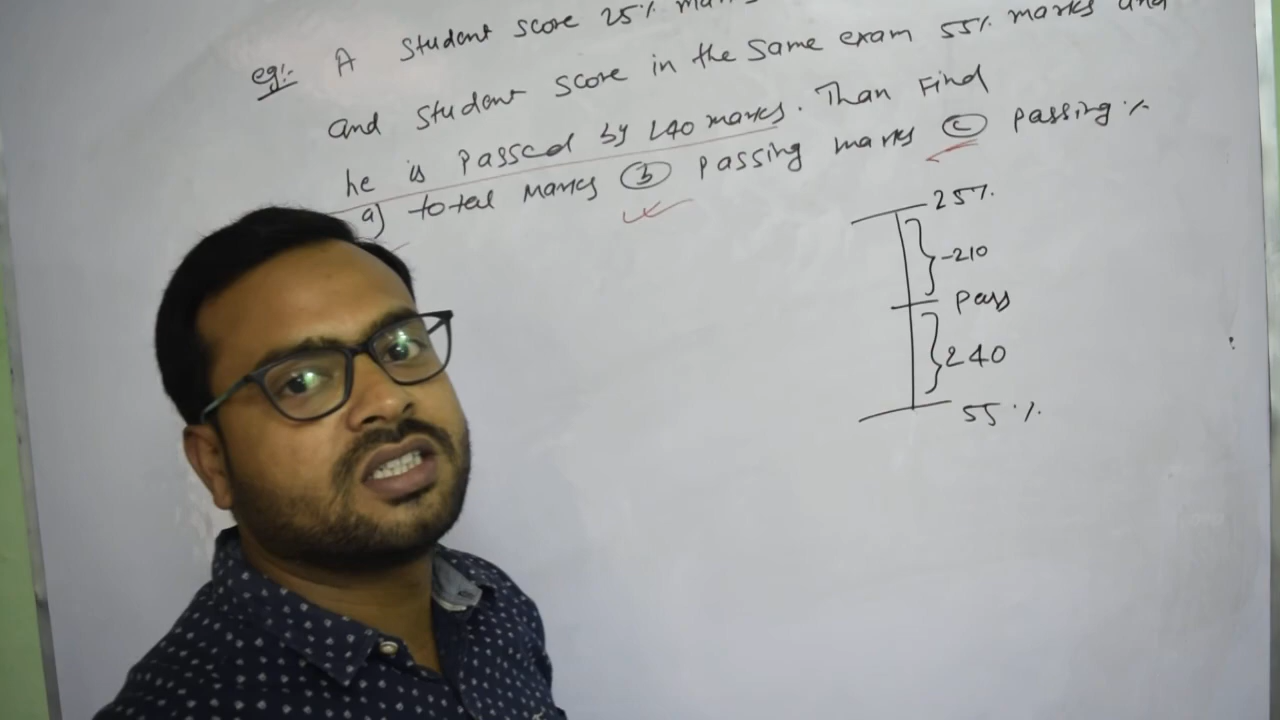 eg:- A student score 25%
and student score in the same exam 55% marks and
he is passed by 240 marks. Than Find
a) total marks (b) passing marks (c) passing %
25%
-210
pass
240
55%